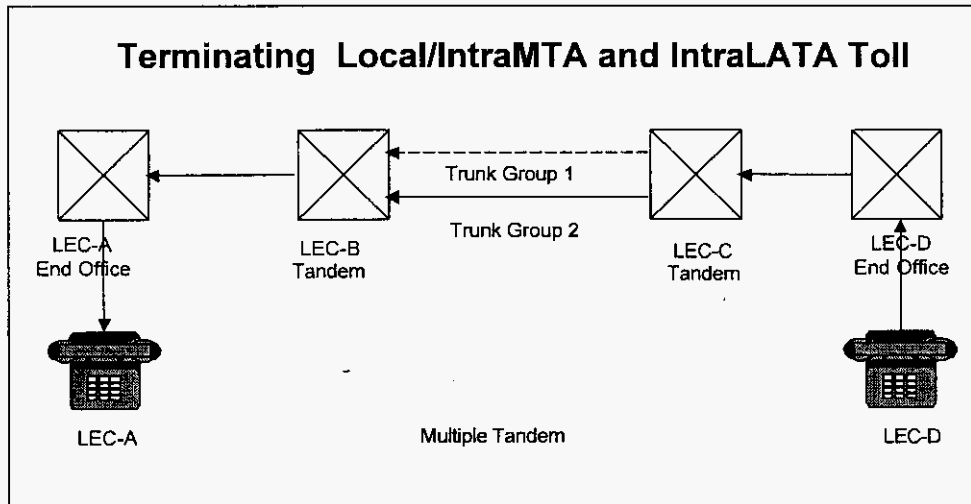 Terminating Local/IntraMTA and IntraLATA Toll
Trunk Group 1
Trunk Group 2
LEC-A
End Office
LEC-B
Tandem
LEC-C
Tandem
LEC-D
End Office
LEC-A
Multiple Tandem
LEC-D